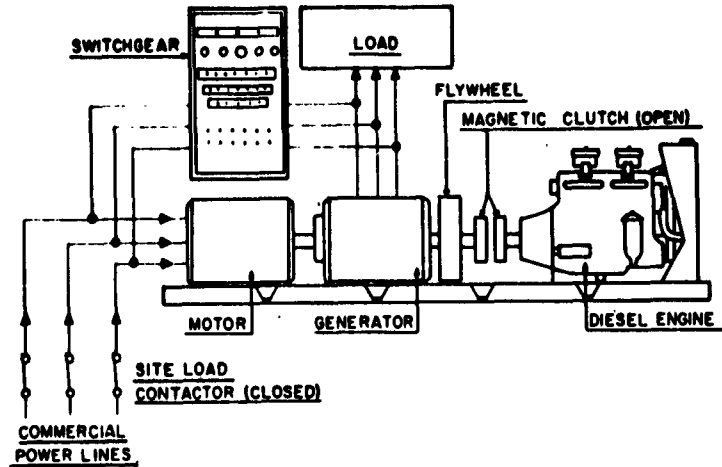 SWITCHGEAR
LOAD
FLYWHEEL
MAGNETIC CLUTCH (OPEN)
MOTOR
GENERATOR
DIESEL ENGINE
SITE LOAD
CONTACTOR (CLOSED)
COMMERCIAL
POWER LINES